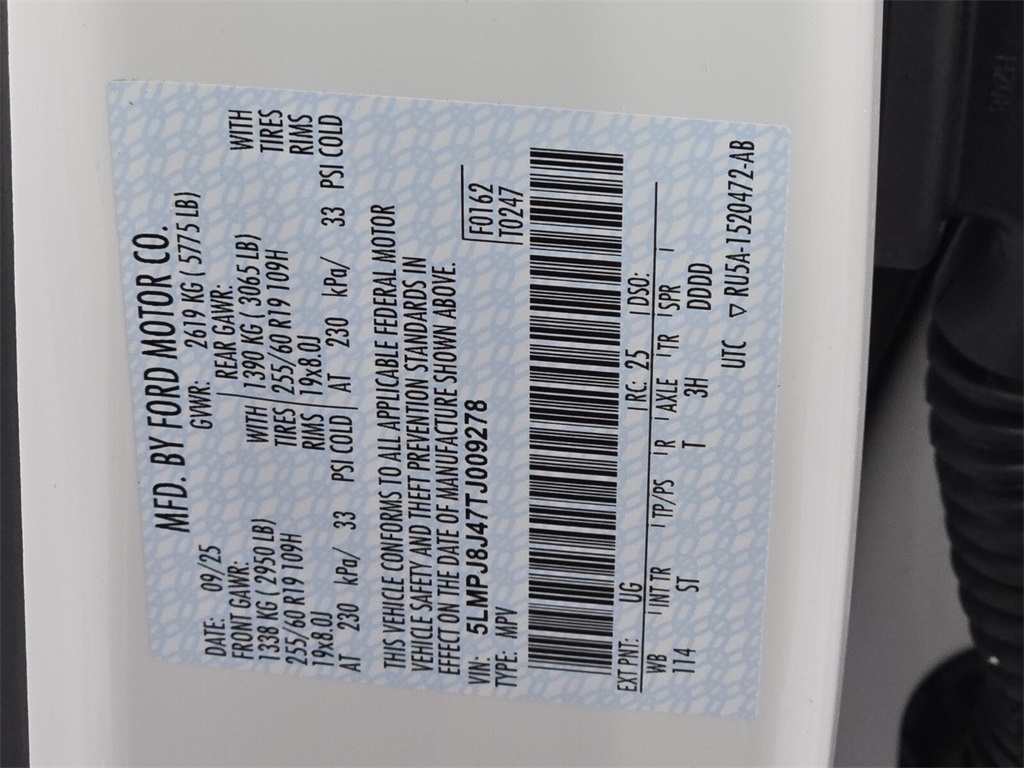 MFD. BY FORD MOTOR CO.
DATE: 09/25 GVWR: 2619 KG ( 5775 LB)
FRONT GAWR: REAR GAWR:
1338 KG ( 2950 LB) WITH 1390 KG ( 3065 LB) WITH
255/60 R19 109H TIRES 255/60 R19 109H TIRES
19x8.0J RIMS 19x8.0J RIMS
AT 230 kPa/ 33 PSI COLD AT 230 kPa/ 33 PSI COLD
THIS VEHICLE CONFORMS TO ALL APPLICABLE FEDERAL MOTOR
VEHICLE SAFETY AND THEFT PREVENTION STANDARDS IN
EFFECT ON THE DATE OF MANUFACTURE SHOWN ABOVE.
VIN: 5LMPJ8J47TJ009278 F0162
TYPE: MPV T0247
EXT PNT: UG RC: 25 DSO:
WB INT TR TP/PS R AXLE TR SPR
114 ST T 3H DDDD
UTC ▽ RU5A-1520472-AB